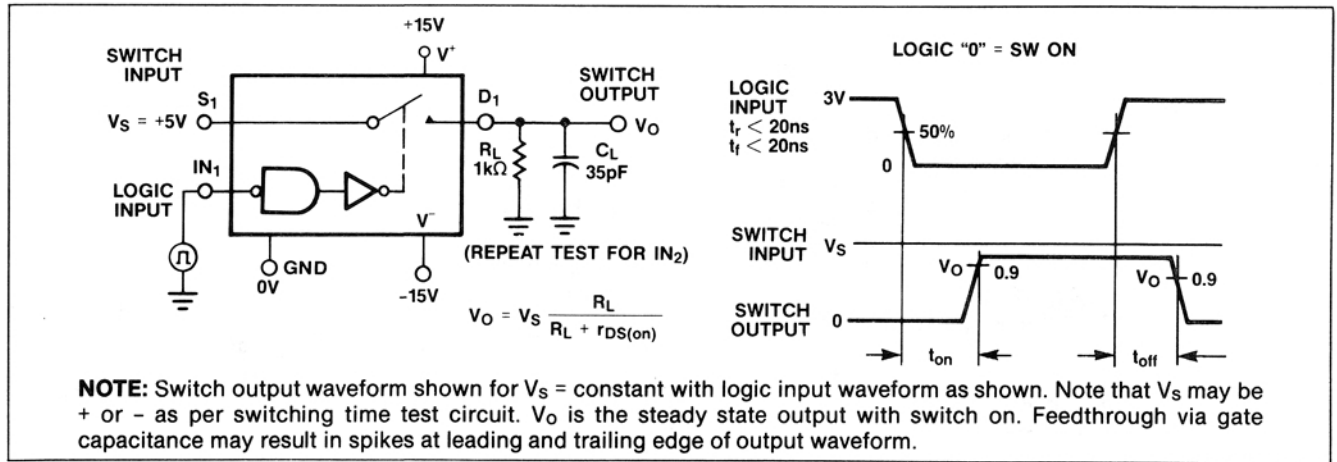 +15V
V+
SWITCH
INPUT
S1
VS = +5V
D1
SWITCH
OUTPUT
VO
RL
1kΩ
CL
35pF
IN1
LOGIC
INPUT
V−
GND
0V
−15V
(REPEAT TEST FOR IN2)
VO = VS RL
RL + rDS(on)
LOGIC "0" = SW ON
LOGIC
INPUT
tr < 20ns
tf < 20ns
3V
50%
0
SWITCH
INPUT
VS
VO
0.9
VO
0.9
SWITCH
OUTPUT
0
ton
toff
NOTE: Switch output waveform shown for VS = constant with logic input waveform as shown. Note that VS may be
+ or − as per switching time test circuit. VO is the steady state output with switch on. Feedthrough via gate
capacitance may result in spikes at leading and trailing edge of output waveform.